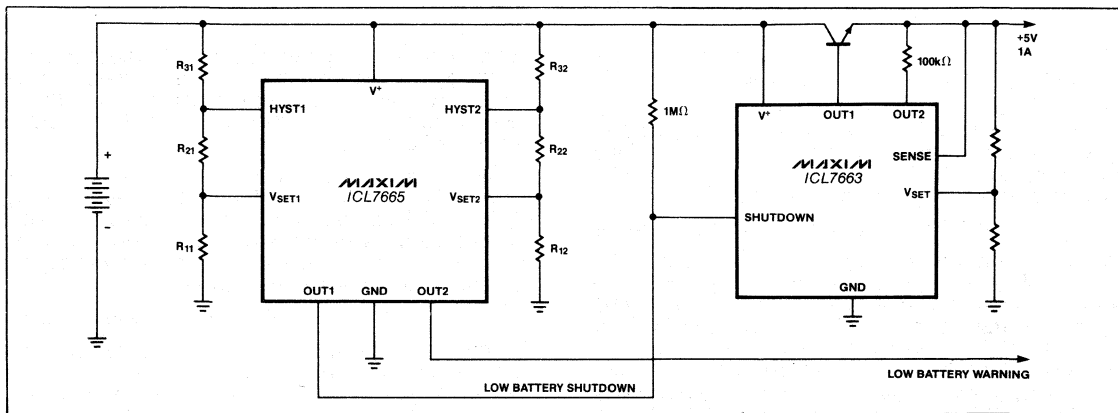 +5V
1A
R31
R32
100kΩ
V+
1MΩ
V+
OUT1
OUT2
HYST1
HYST2
SENSE
R21
R22
MAXIM
ICL7665
MAXIM
ICL7663
VSET1
VSET2
VSET
SHUTDOWN
R11
R12
OUT1
GND
OUT2
GND
+
−
LOW BATTERY WARNING
LOW BATTERY SHUTDOWN